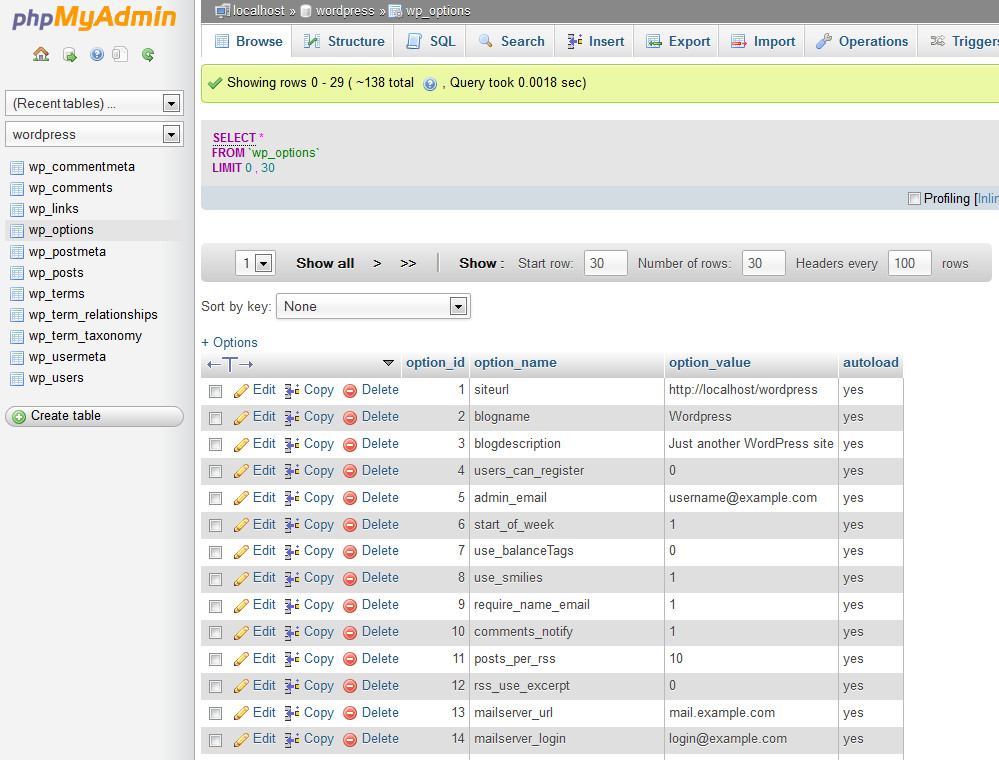 phpMyAdmin
(Recent tables) ...
wordpress
wp_commentmeta
wp_comments
wp_links
wp_options
wp_postmeta
wp_posts
wp_terms
wp_term_relationships
wp_term_taxonomy
wp_usermeta
wp_users
Create table
localhost » wordpress » wp_options
Browse Structure SQL Search Insert Export Import Operations Triggers
Showing rows 0 - 29 ( ~138 total , Query took 0.0018 sec)
SELECT *
FROM `wp_options`
LIMIT 0 , 30
Profiling [Inlin
1 Show all > >> Show : Start row: 30 Number of rows: 30 Headers every 100 rows
Sort by key: None
+ Options
←T→ option_id option_name option_value autoload
Edit Copy Delete 1 siteurl http://localhost/wordpress yes
Edit Copy Delete 2 blogname Wordpress yes
Edit Copy Delete 3 blogdescription Just another WordPress site yes
Edit Copy Delete 4 users_can_register 0 yes
Edit Copy Delete 5 admin_email username@example.com yes
Edit Copy Delete 6 start_of_week 1 yes
Edit Copy Delete 7 use_balanceTags 0 yes
Edit Copy Delete 8 use_smilies 1 yes
Edit Copy Delete 9 require_name_email 1 yes
Edit Copy Delete 10 comments_notify 1 yes
Edit Copy Delete 11 posts_per_rss 10 yes
Edit Copy Delete 12 rss_use_excerpt 0 yes
Edit Copy Delete 13 mailserver_url mail.example.com yes
Edit Copy Delete 14 mailserver_login login@example.com yes